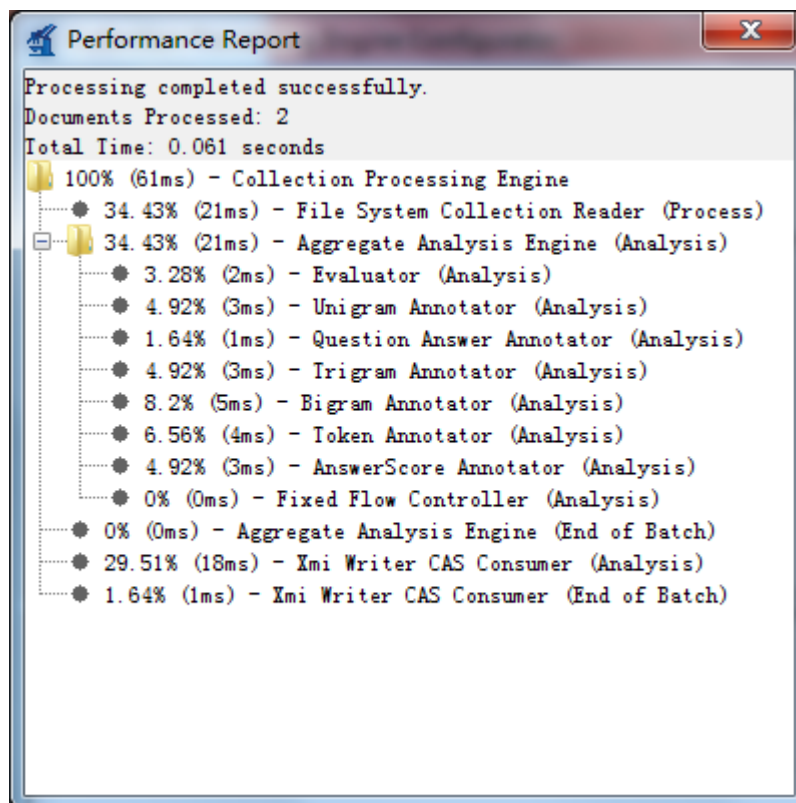 Performance Report
Processing completed successfully.
Documents Processed: 2
Total Time: 0.061 seconds
100% (61ms) - Collection Processing Engine
34.43% (21ms) - File System Collection Reader (Process)
34.43% (21ms) - Aggregate Analysis Engine (Analysis)
3.28% (2ms) - Evaluator (Analysis)
4.92% (3ms) - Unigram Annotator (Analysis)
1.64% (1ms) - Question Answer Annotator (Analysis)
4.92% (3ms) - Trigram Annotator (Analysis)
8.2% (5ms) - Bigram Annotator (Analysis)
6.56% (4ms) - Token Annotator (Analysis)
4.92% (3ms) - AnswerScore Annotator (Analysis)
0% (0ms) - Fixed Flow Controller (Analysis)
0% (0ms) - Aggregate Analysis Engine (End of Batch)
29.51% (18ms) - Xmi Writer CAS Consumer (Analysis)
1.64% (1ms) - Xmi Writer CAS Consumer (End of Batch)